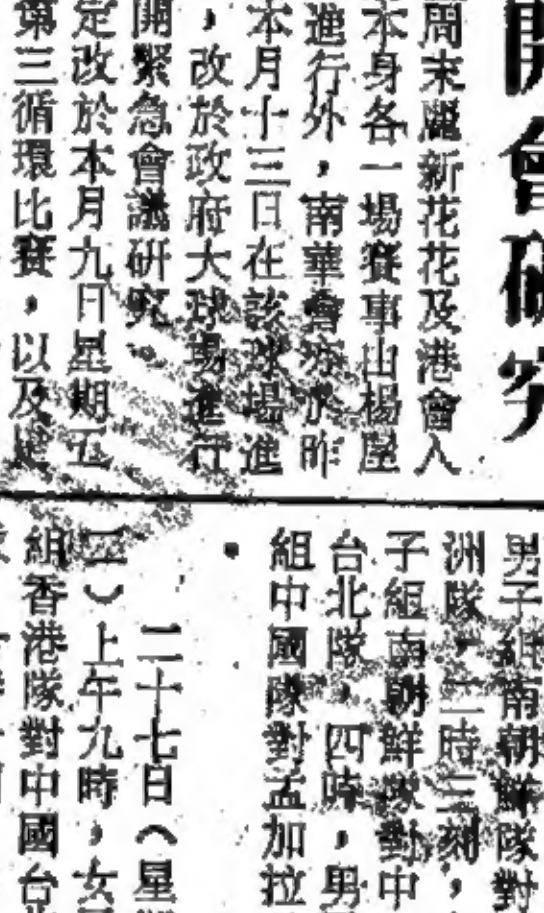 開會研究
周末麗新花花及港會入
本身各一場賽車山楊屋
進行外，南華會亦於昨
本月十三日在該球場進
，改於政府大球場進行
開緊急會議研究。
定改於本月九日星期五
第三循環比賽，以及
男子組南朝鮮隊對
洲隊，二時三刻，
子組南朝鮮隊對中
台北隊，四時，男
組中國隊對孟加拉
。
二十七日（星
）上午九時，女
組香港隊對中國台